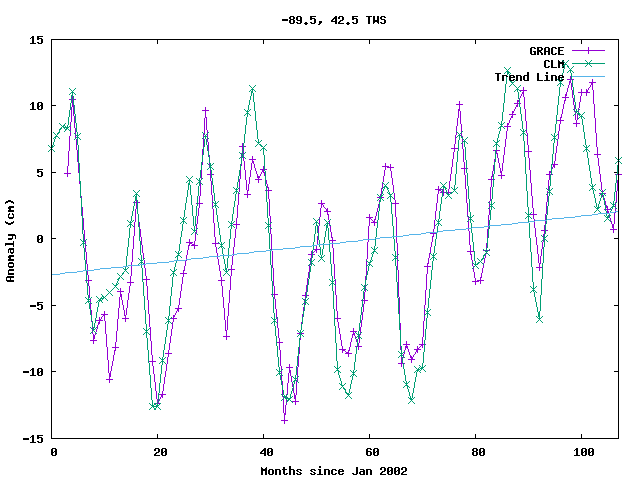 -89.5, 42.5 TWS
GRACE
CLM
Trend Line
15
10
5
0
-5
-10
-15
Anomaly (cm)
0 20 40 60 80 100
Months since Jan 2002